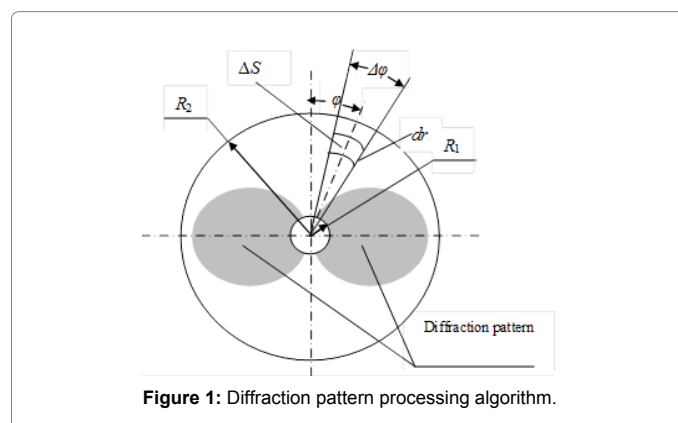 ΔS
Δφ
φ
R2
dr
R1
Diffraction pattern
Figure 1: Diffraction pattern processing algorithm.